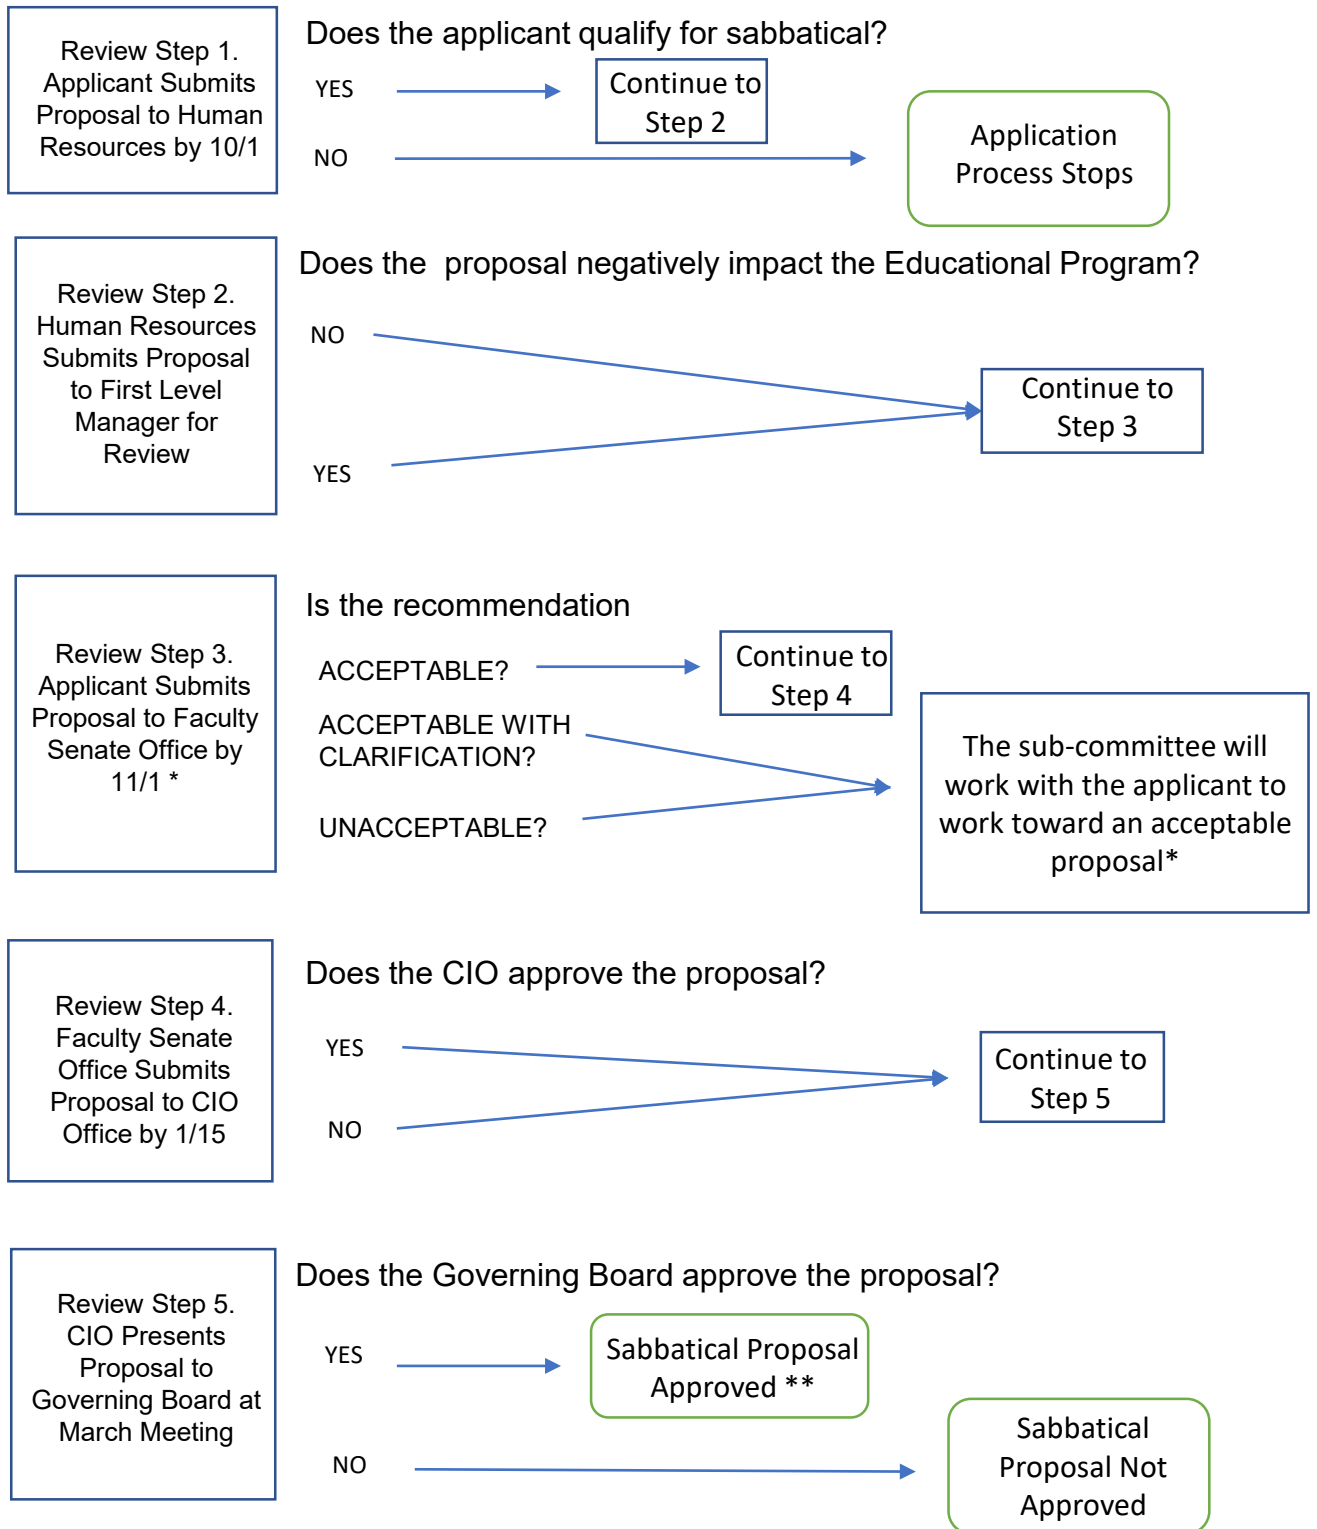 Review Step 1.
Applicant Submits
Proposal to Human
Resources by 10/1
Does the applicant qualify for sabbatical?
YES
Continue to
Step 2
NO
Application
Process Stops
Review Step 2.
Human Resources
Submits Proposal
to First Level
Manager for
Review
Does the  proposal negatively impact the Educational Program?
NO
YES
Continue to
Step 3
Review Step 3.
Applicant Submits
Proposal to Faculty
Senate Office by
11/1 *
Is the recommendation
ACCEPTABLE?
Continue to
Step 4
ACCEPTABLE WITH
CLARIFICATION?
UNACCEPTABLE?
The sub-committee will
work with the applicant to
work toward an acceptable
proposal*
Review Step 4.
Faculty Senate
Office Submits
Proposal to CIO
Office by 1/15
Does the CIO approve the proposal?
YES
NO
Continue to
Step 5
Review Step 5.
CIO Presents
Proposal to
Governing Board at
March Meeting
Does the Governing Board approve the proposal?
YES
Sabbatical Proposal
Approved **
NO
Sabbatical
Proposal Not
Approved